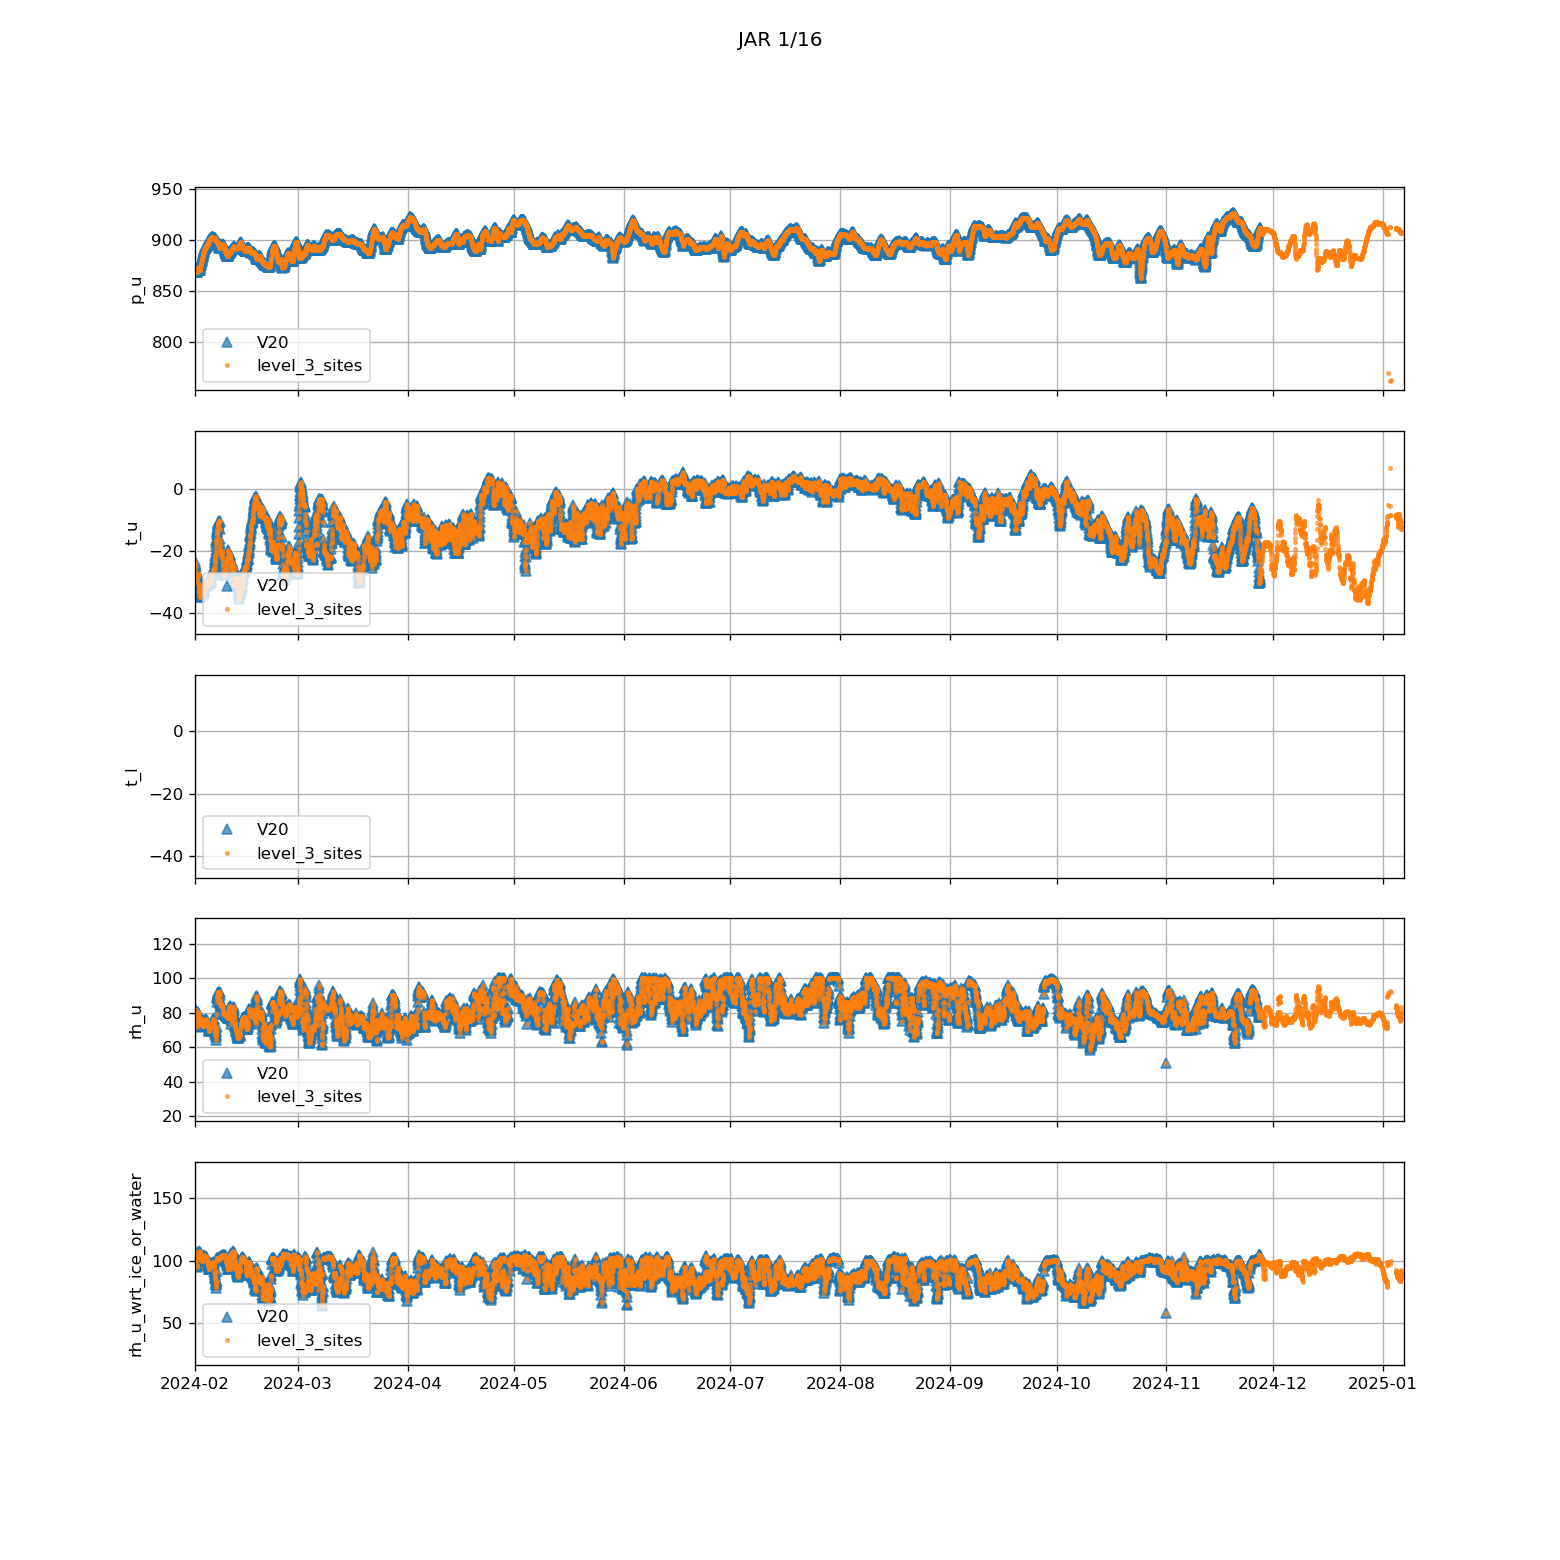 JAR 1/16
950
900
850
800
p_u
V20
level_3_sites
0
−20
−40
t_u
V20
level_3_sites
0
−20
−40
t_l
V20
level_3_sites
120
100
80
60
40
20
rh_u
V20
level_3_sites
150
100
50
rh_u_wrt_ice_or_water
V20
level_3_sites
2024-02 2024-03 2024-04 2024-05 2024-06 2024-07 2024-08 2024-09 2024-10 2024-11 2024-12 2025-01